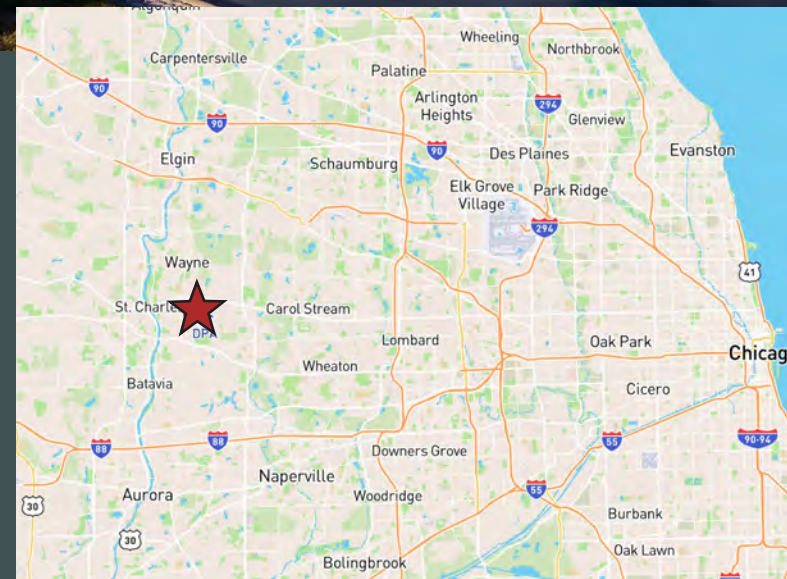 Algonquin
Wheeling
Northbrook
Carpentersville
Palatine
90
Arlington
Heights
294
Glenview
90
Elgin
Schaumburg
90
Des Plaines
Evanston
Elk Grove
Village
Park Ridge
294
Wayne
41
St. Charle
Carol Stream
DPA
Lombard
Oak Park
Chicag
Wheaton
Batavia
Cicero
88
88
55
90-94
Downers Grove
Naperville
Aurora
Woodridge
55
30
30
Burbank
Oak Lawn
Bolingbrook